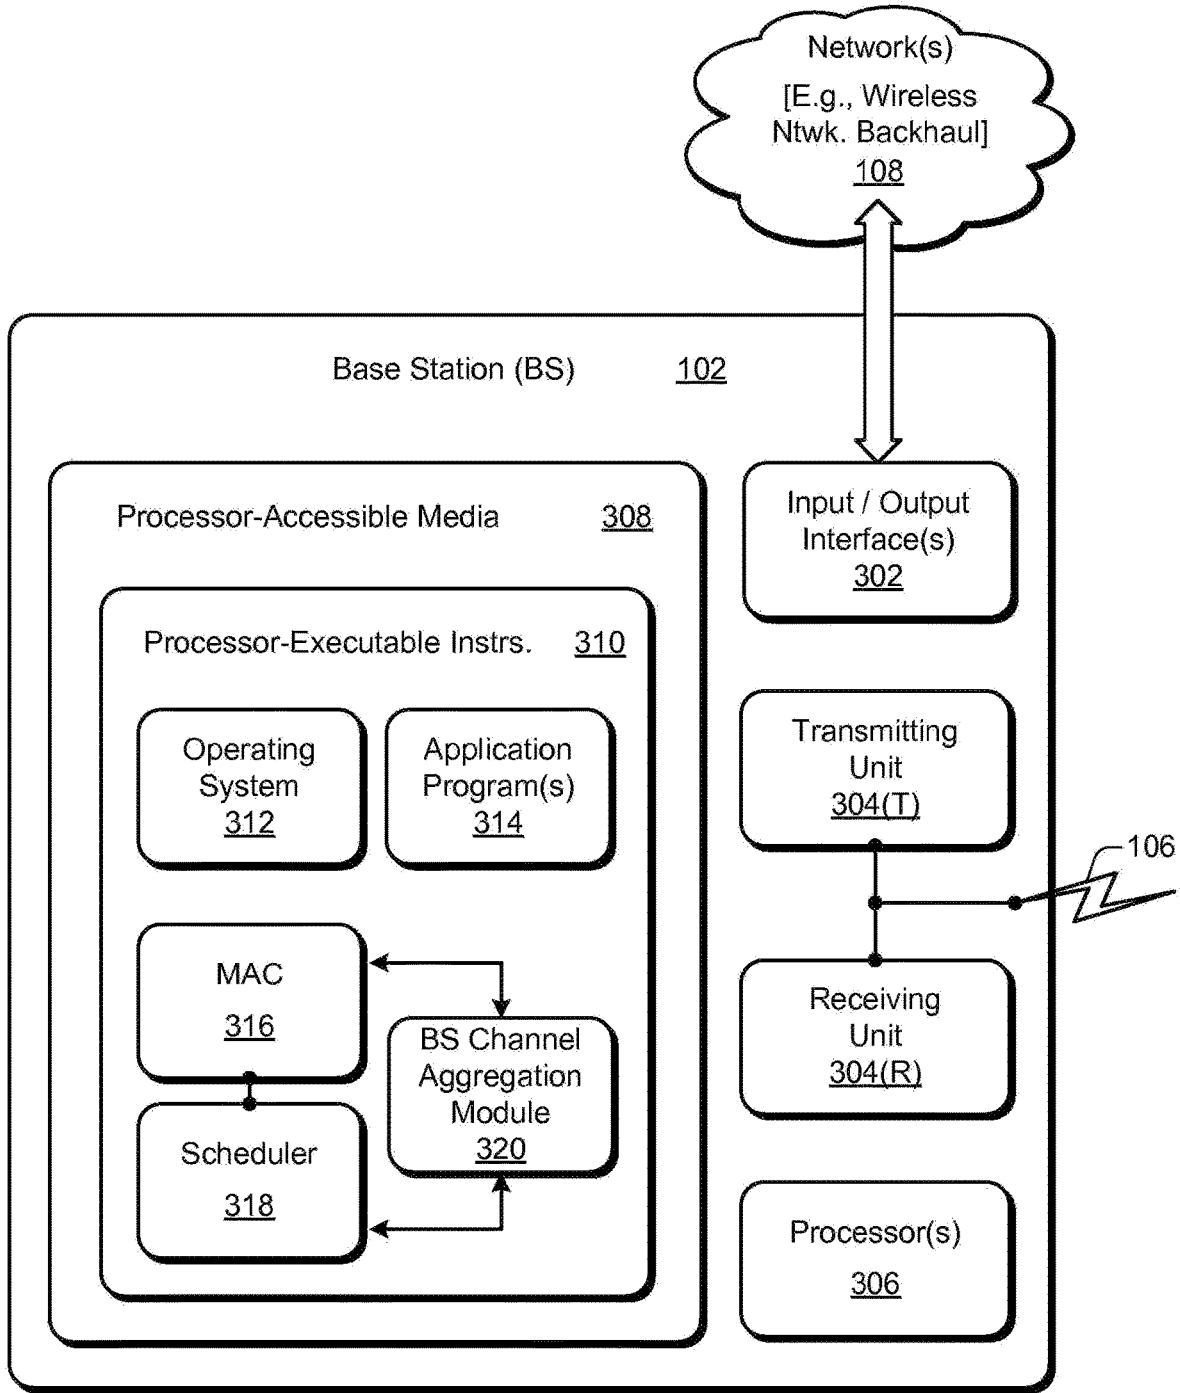 Network(s)
[E.g., Wireless
Ntwk. Backhaul]
108
Base Station (BS) 102
Processor-Accessible Media 308
Processor-Executable Instrs. 310
Operating
System
312
Application
Program(s)
314
MAC
316
Scheduler
318
BS Channel
Aggregation
Module
320
Input / Output
Interface(s)
302
Transmitting
Unit
304(T)
106
Receiving
Unit
304(R)
Processor(s)
306